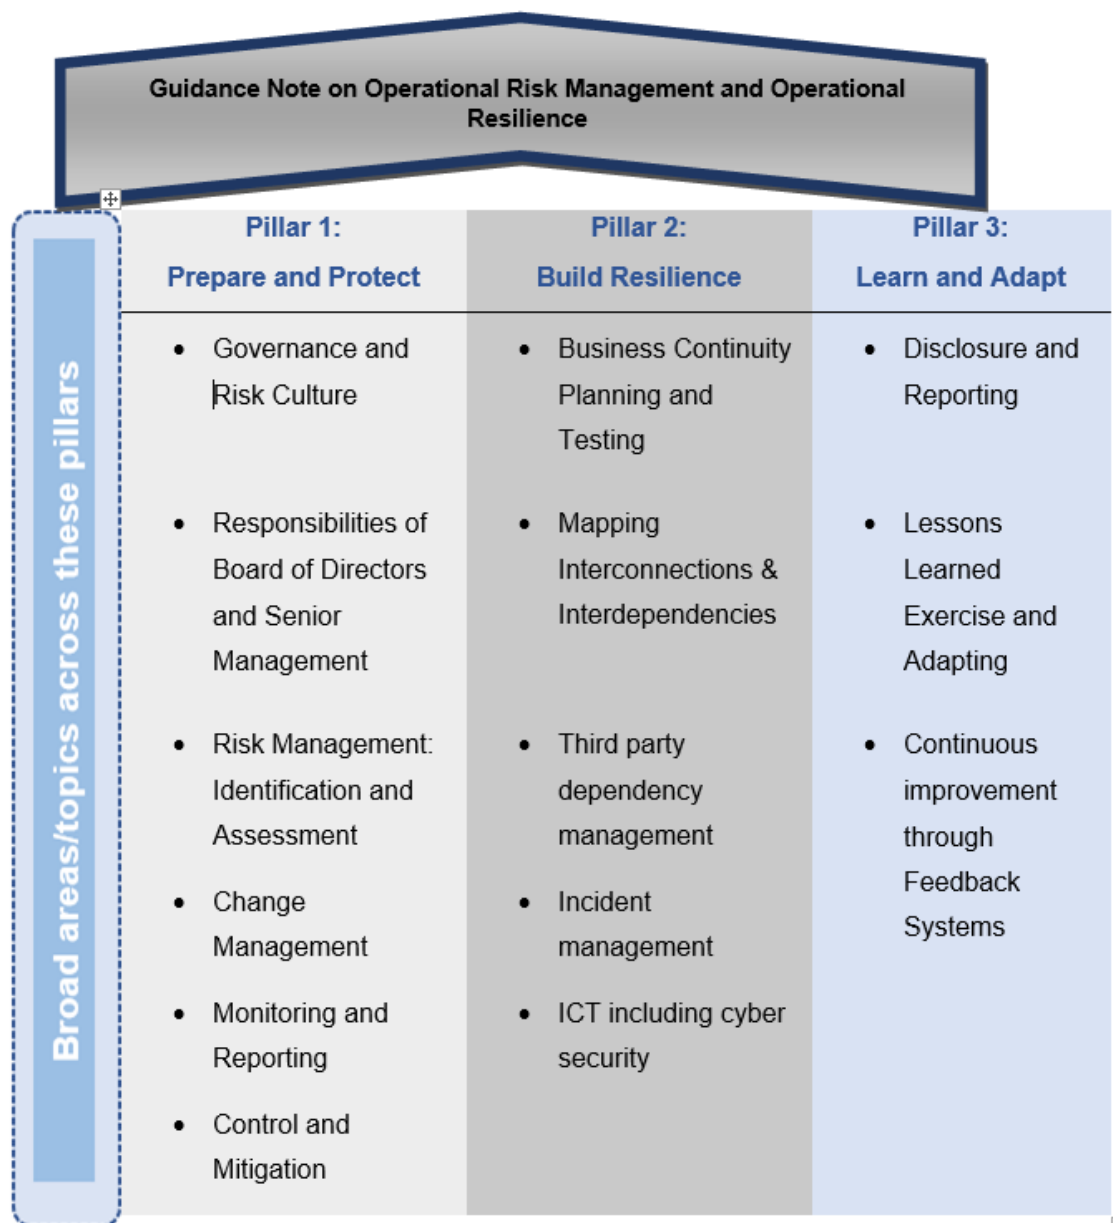 Guidance Note on Operational Risk Management and Operational
Resilience
Broad areas/topics across these pillars
Pillar 1:
Prepare and Protect
• Governance and
Risk Culture
• Responsibilities of
Board of Directors
and Senior
Management
• Risk Management:
Identification and
Assessment
• Change
Management
• Monitoring and
Reporting
• Control and
Mitigation
Pillar 2:
Build Resilience
• Business Continuity
Planning and
Testing
• Mapping
Interconnections &
Interdependencies
• Third party
dependency
management
• Incident
management
• ICT including cyber
security
Pillar 3:
Learn and Adapt
• Disclosure and
Reporting
• Lessons
Learned
Exercise and
Adapting
• Continuous
improvement
through
Feedback
Systems